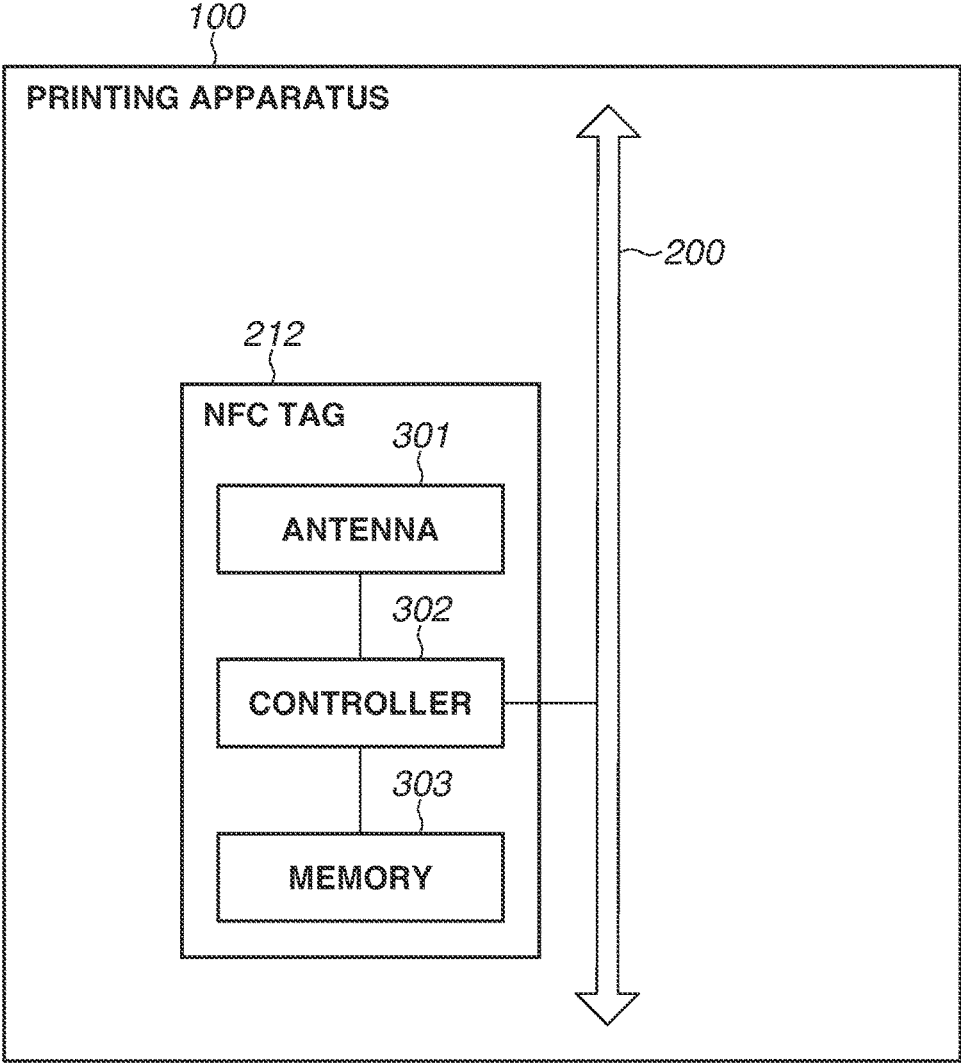 100
PRINTING APPARATUS
200
212
NFC TAG
301
ANTENNA
302
CONTROLLER
303
MEMORY